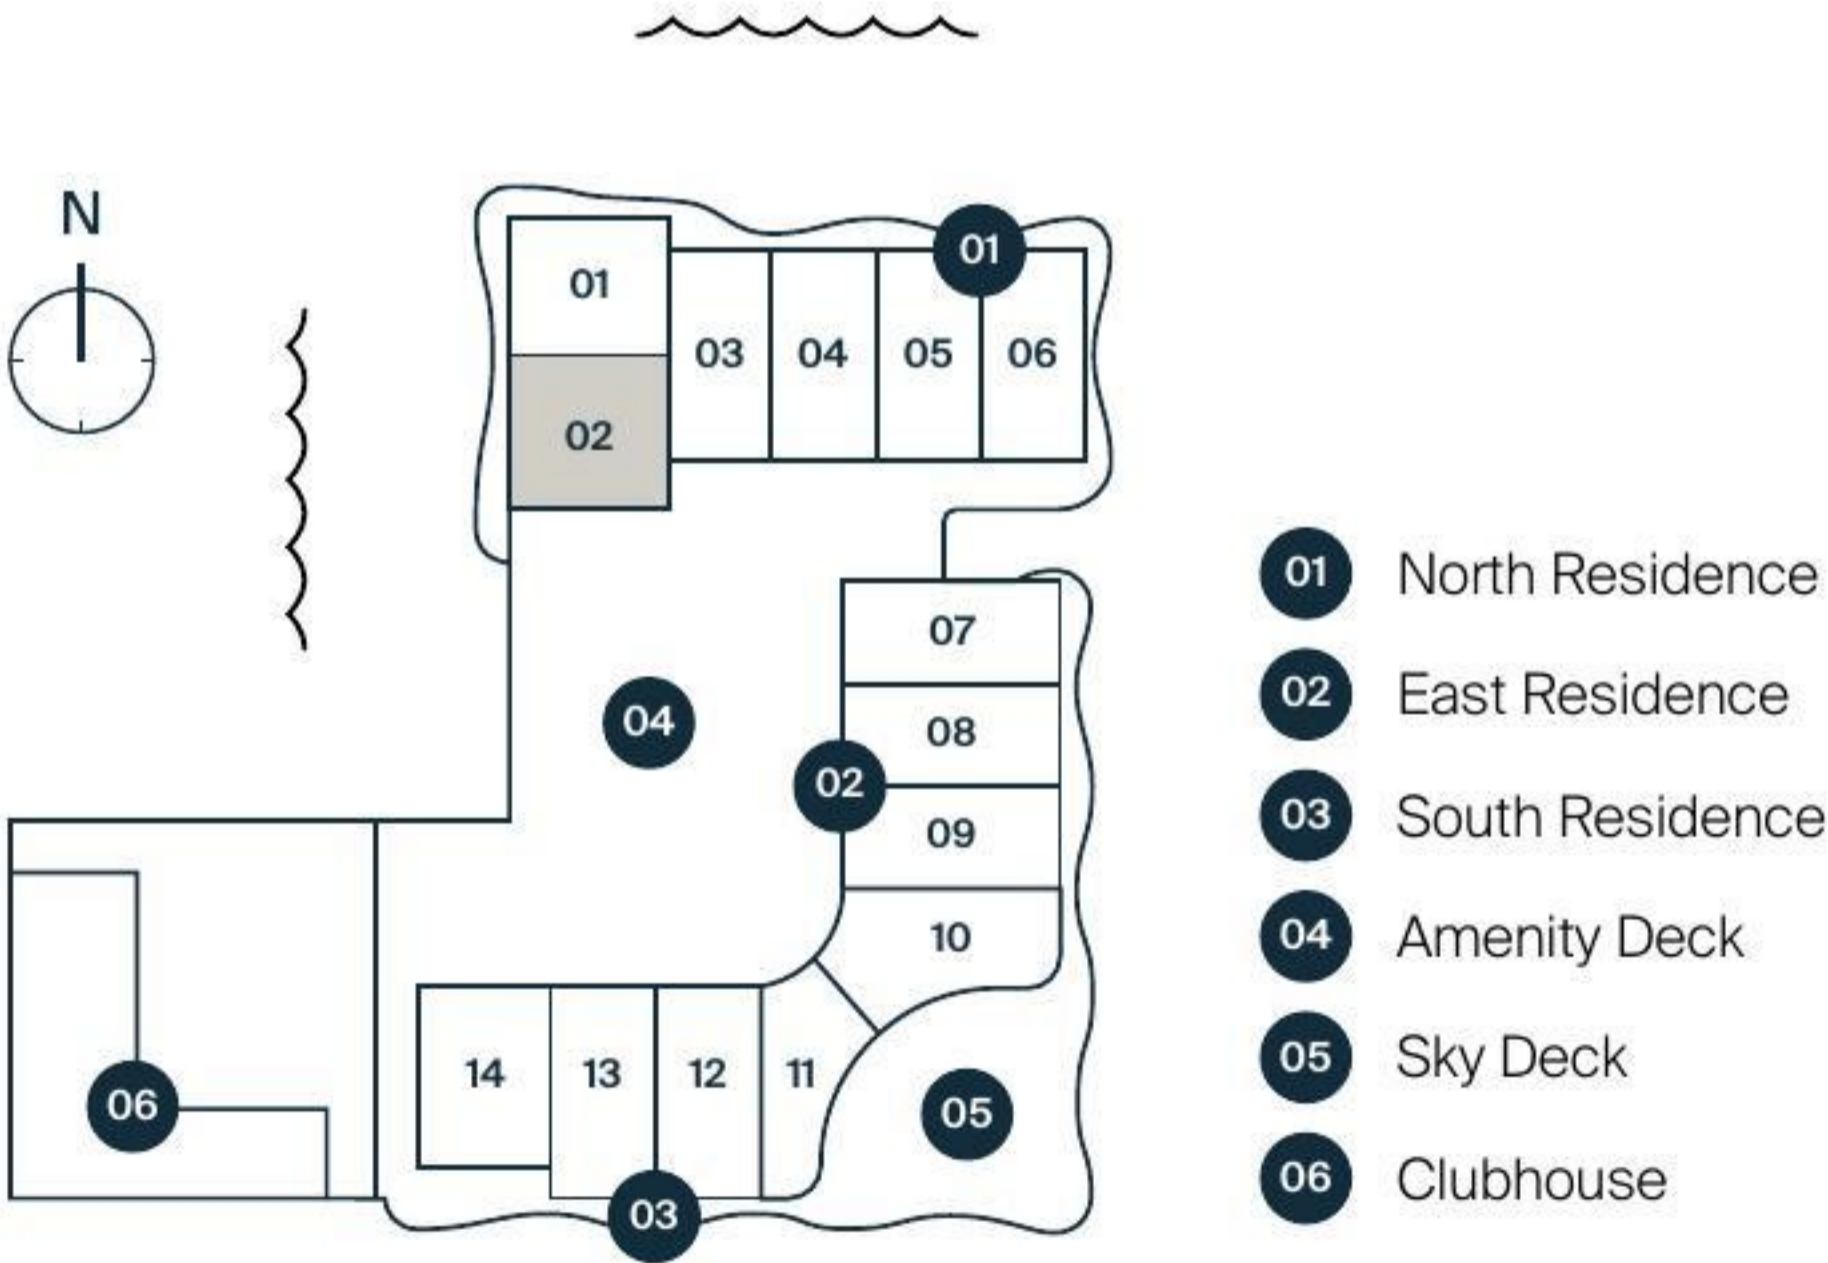 N
01
01
03
04
05
06
02
07
04
08
02
09
10
14
13
12
11
06
05
03
01 North Residence
02 East Residence
03 South Residence
04 Amenity Deck
05 Sky Deck
06 Clubhouse